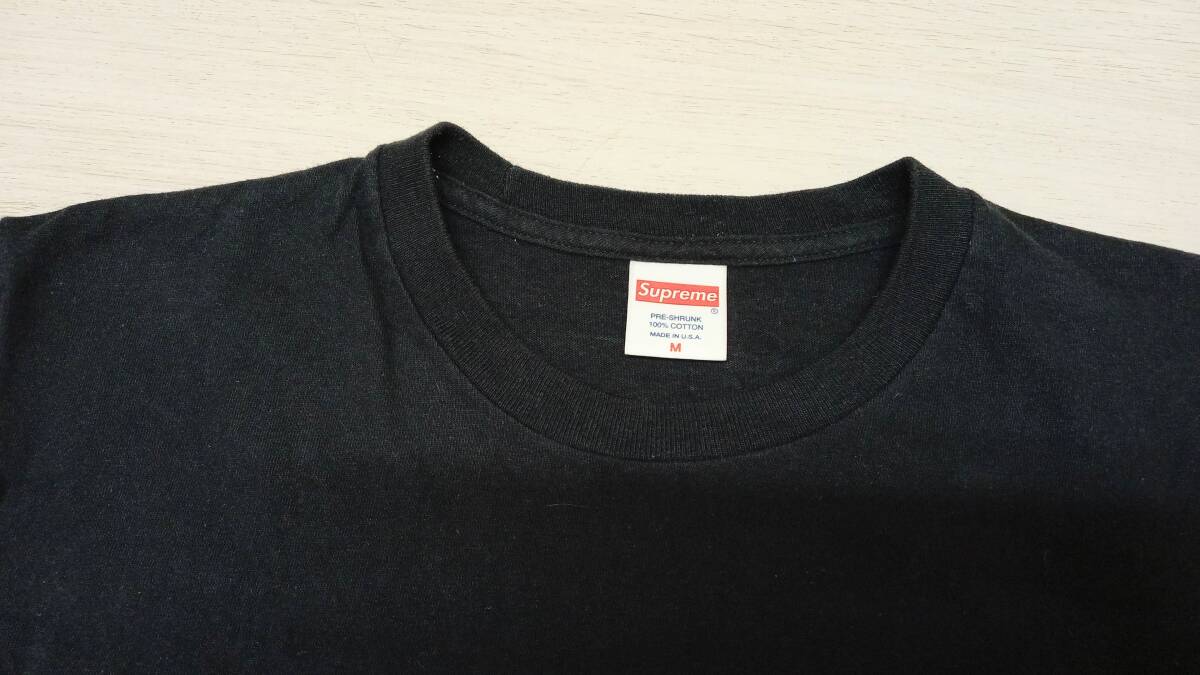 Supreme
®
PRE-SHRUNK
100% COTTON
MADE IN U.S.A.
M